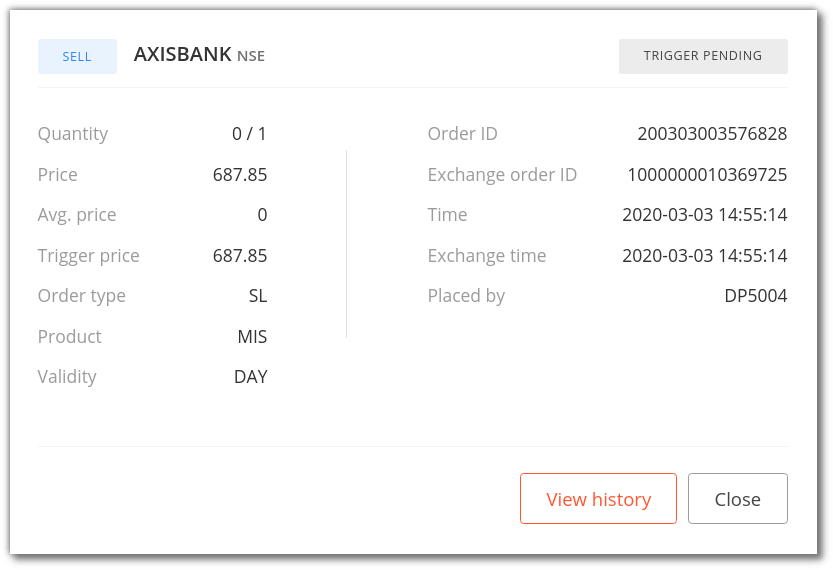 SELL AXISBANK NSE TRIGGER PENDING
Quantity 0 / 1
Price 687.85
Avg. price 0
Trigger price 687.85
Order type SL
Product MIS
Validity DAY
Order ID 200303003576828
Exchange order ID 1000000010369725
Time 2020-03-03 14:55:14
Exchange time 2020-03-03 14:55:14
Placed by DP5004
View history Close